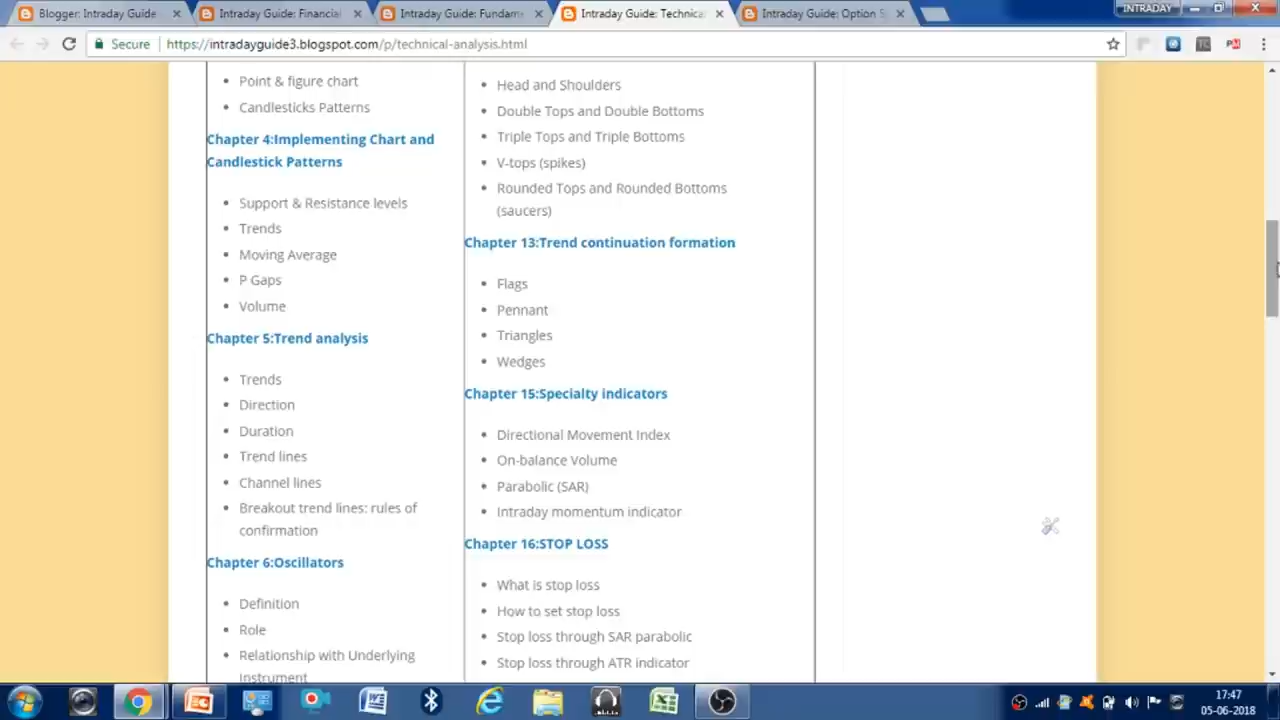 Blogger: Intraday Guide
Intraday Guide: Financial
Intraday Guide: Fundam
Intraday Guide: Technica
Intraday Guide: Option S
INTRADAY
Secure
https://intradayguide3.blogspot.com/p/technical-analysis.html
Point & figure chart
Candlesticks Patterns
Chapter 4:Implementing Chart and
Candlestick Patterns
Support & Resistance levels
Trends
Moving Average
P Gaps
Volume
Chapter 5:Trend analysis
Trends
Direction
Duration
Trend lines
Channel lines
Breakout trend lines: rules of
confirmation
Chapter 6:Oscillators
Definition
Role
Relationship with Underlying
Instrument
Head and Shoulders
Double Tops and Double Bottoms
Triple Tops and Triple Bottoms
V-tops (spikes)
Rounded Tops and Rounded Bottoms
(saucers)
Chapter 13:Trend continuation formation
Flags
Pennant
Triangles
Wedges
Chapter 15:Specialty indicators
Directional Movement Index
On-balance Volume
Parabolic (SAR)
Intraday momentum indicator
Chapter 16:STOP LOSS
What is stop loss
How to set stop loss
Stop loss through SAR parabolic
Stop loss through ATR indicator
17:47
05-06-2018